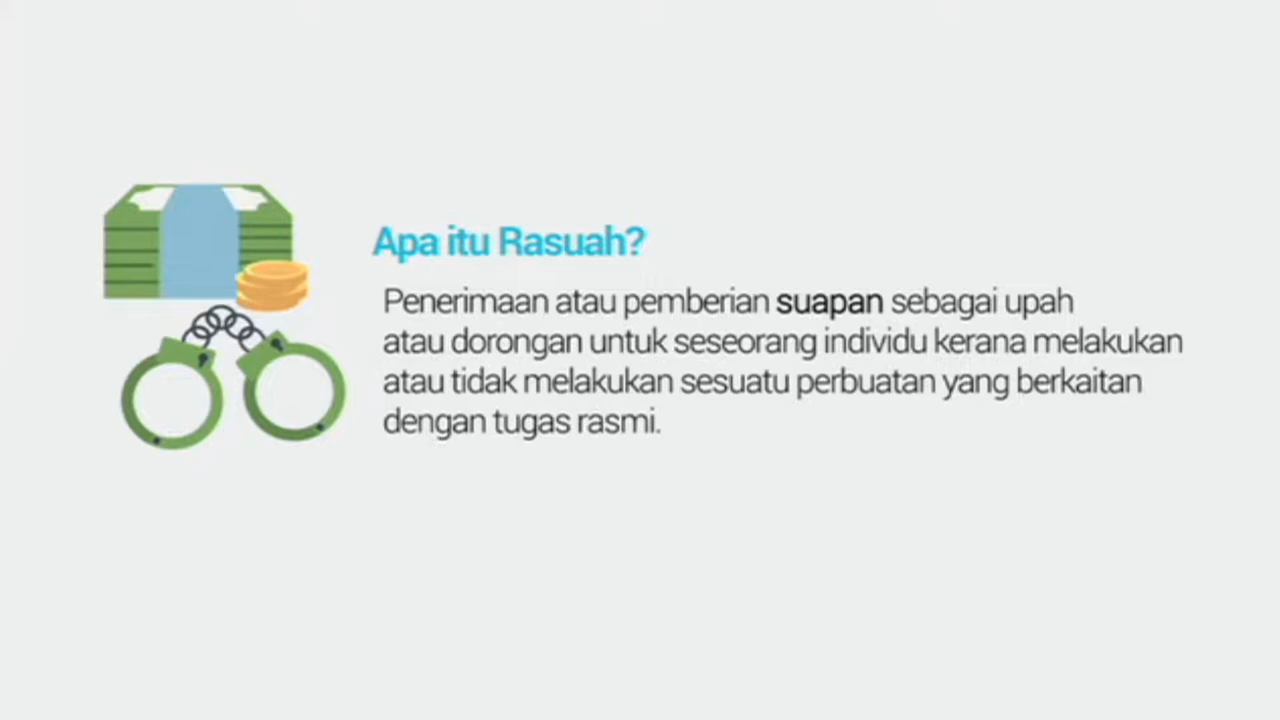 Apa itu Rasuah?
Penerimaan atau pemberian suapan sebagai upah
atau dorongan untuk seseorang individu kerana melakukan
atau tidak melakukan sesuatu perbuatan yang berkaitan
dengan tugas rasmi.